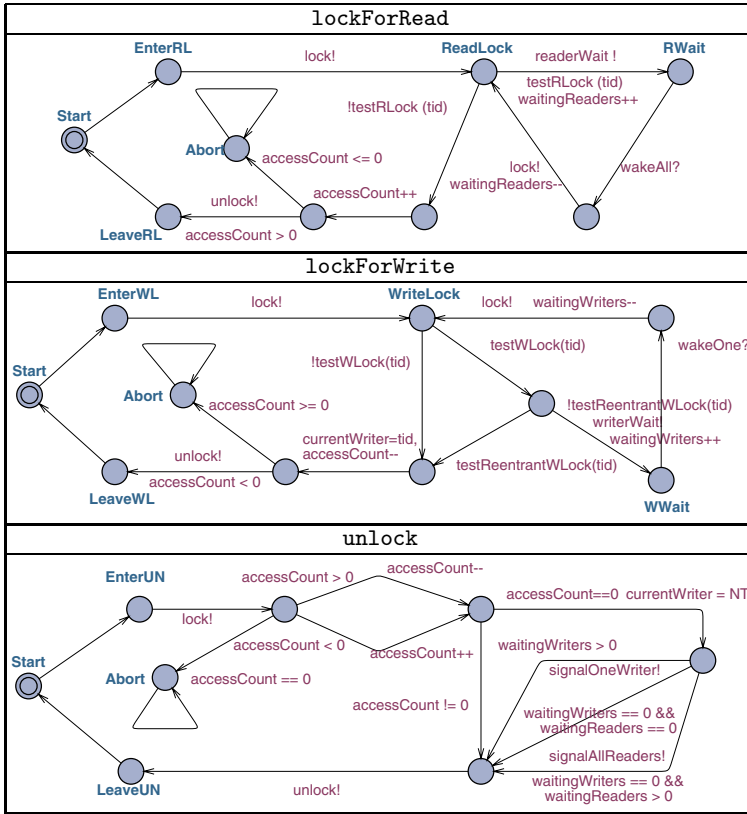 lockForRead
EnterRL
lock!
ReadLock
readerWait !
RWait
testRLock (tid)
waitingReaders++
!testRLock (tid)
Start
Abort
accessCount <= 0
lock!
waitingReaders--
wakeAll?
accessCount++
unlock!
LeaveRL
accessCount > 0
lockForWrite
EnterWL
lock!
WriteLock
lock! waitingWriters--
testWLock(tid)
wakeOne?
!testWLock(tid)
Start
Abort
accessCount >= 0
!testReentrantWLock(tid)
writerWait!
waitingWriters++
currentWriter=tid,
accessCount--
unlock!
testReentrantWLock(tid)
accessCount < 0
LeaveWL
WWait
unlock
EnterUN
accessCount > 0
accessCount--
accessCount==0 currentWriter = NT
lock!
accessCount < 0
accessCount++
waitingWriters > 0
Start
signalOneWriter!
Abort
accessCount == 0
accessCount != 0
waitingWriters == 0 &&
waitingReaders == 0
signalAllReaders!
LeaveUN
unlock!
waitingWriters == 0 &&
waitingReaders > 0